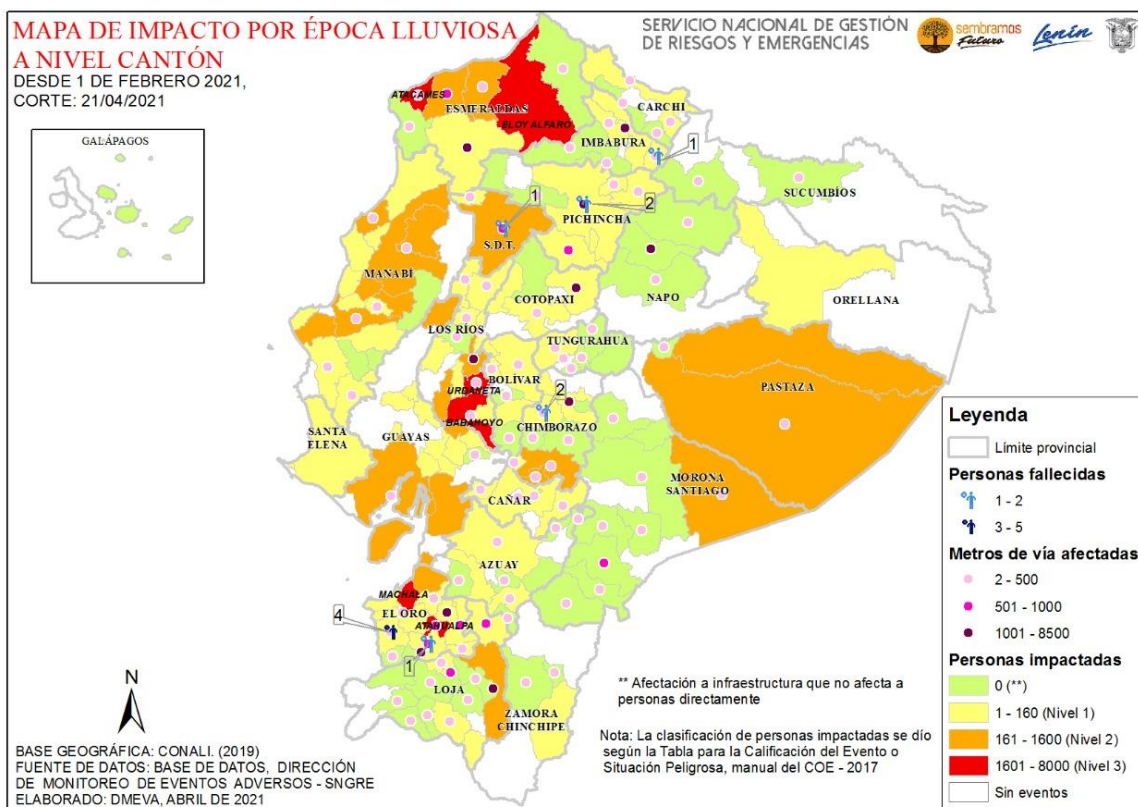 MAPA DE IMPACTO POR ÉPOCA LLUVIOSA
A NIVEL CANTÓN
DESDE 1 DE FEBRERO 2021,
CORTE: 21/04/2021
SERVICIO NACIONAL DE GESTIÓN
DE RIESGOS Y EMERGENCIAS
sembramos
Futuro
Lenín
GALÁPAGOS
ATACAMES
ESMERALDAS
ELOY ALFARO
CARCHI
IMBABURA
1
SUCUMBÍOS
1
2
PICHINCHA
S.D.T.
MANABÍ
NAPO
ORELLANA
COTOPAXI
LOS RÍOS
TUNGURAHUA
BOLÍVAR
URDANETA
PASTAZA
2
BABAHOYO
CHIMBORAZO
SANTA
ELENA
GUAYAS
MORONA
SANTIAGO
CAÑAR
AZUAY
MACHALA
EL ORO
ATAHUALPA
4
1
LOJA
ZAMORA
CHINCHIPE
N
BASE GEOGRÁFICA: CONALI. (2019)
FUENTE DE DATOS: BASE DE DATOS, DIRECCIÓN
DE MONITOREO DE EVENTOS ADVERSOS - SNGRE
ELABORADO: DMEVA, ABRIL DE 2021
** Afectación a infraestructura que no afecta a
personas directamente
Nota: La clasificación de personas impactadas se dío
según la Tabla para la Calificación del Evento o
Situación Peligrosa, manual del COE - 2017
Leyenda
Límite provincial
Personas fallecidas
1 - 2
3 - 5
Metros de vía afectadas
2 - 500
501 - 1000
1001 - 8500
Personas impactadas
0 (**)
1 - 160 (Nivel 1)
161 - 1600 (Nivel 2)
1601 - 8000 (Nivel 3)
Sin eventos